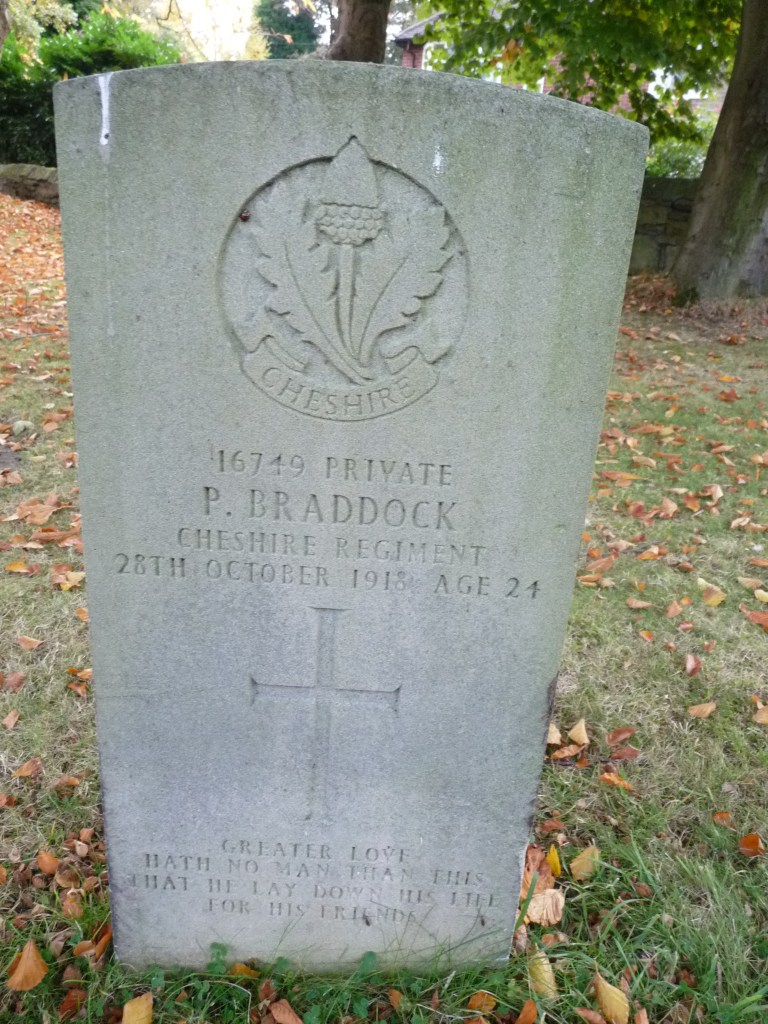 CHESHIRE
16749 PRIVATE
P. BRADDOCK
CHESHIRE REGIMENT
28TH OCTOBER 1918 AGE 24
GREATER LOVE
HATH NO MAN THAN THIS
THAT HE LAY DOWN HIS LIFE
FOR HIS FRIENDS